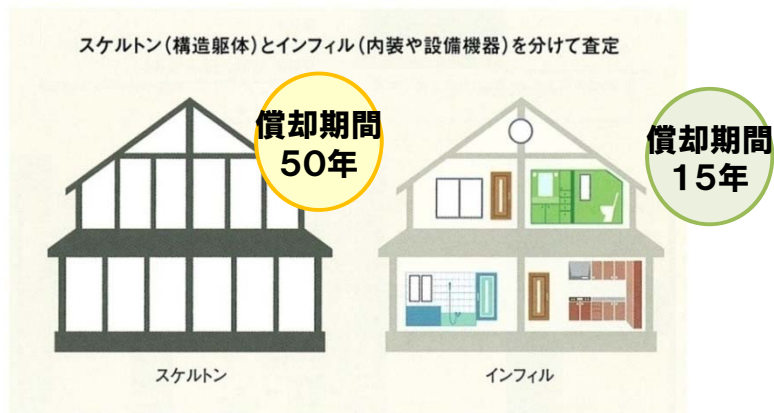 スケルトン(構造躯体)とインフィル(内装や設備機器)を分けて査定
償却期間
50年
償却期間
15年
スケルトン
インフィル